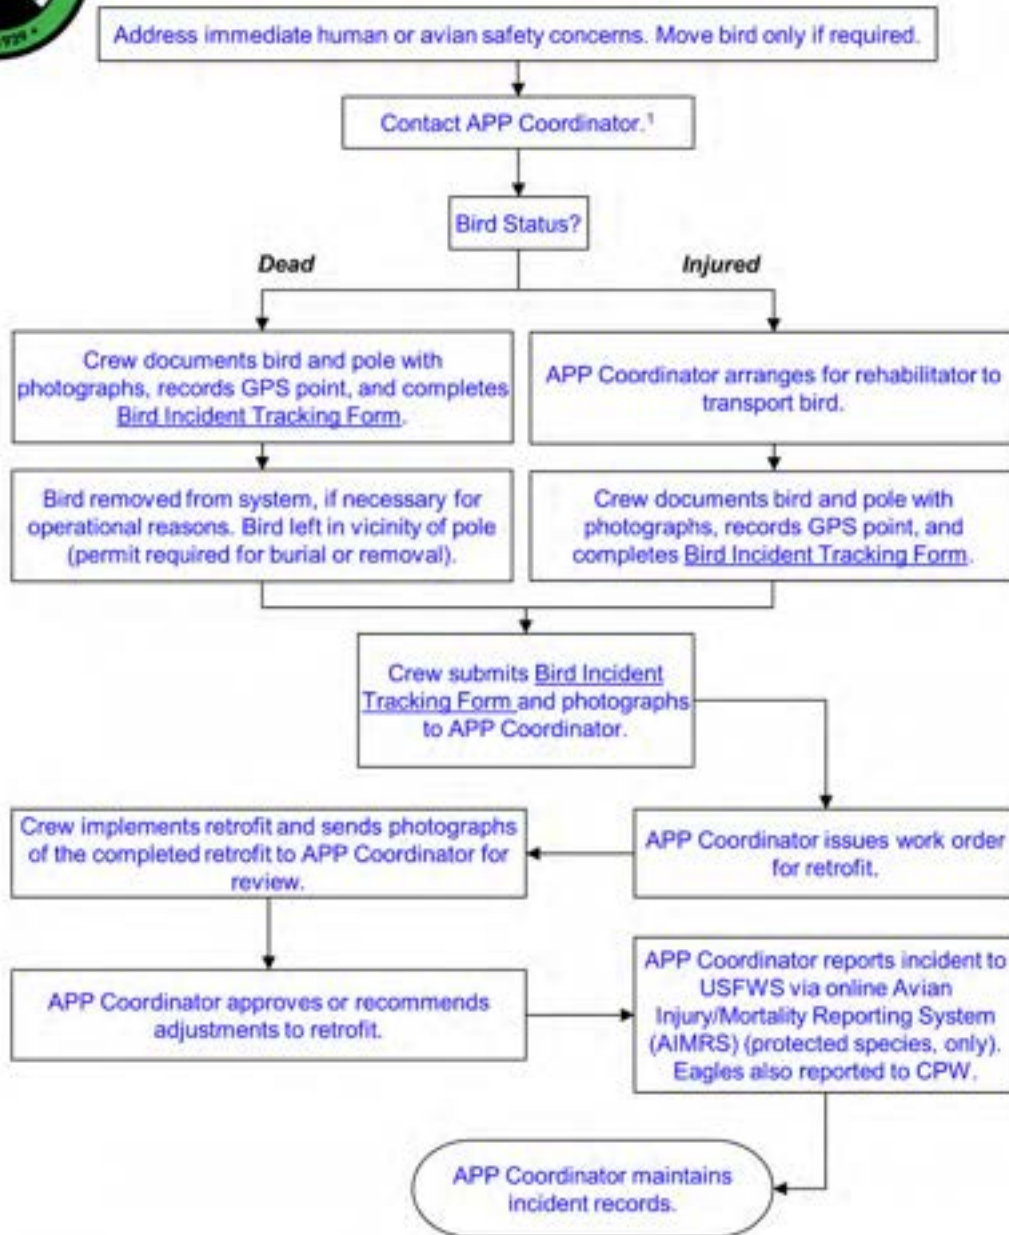 1939 •
Address immediate human or avian safety concerns. Move bird only if required.
Contact APP Coordinator.¹
Bird Status?
Dead
Injured
Crew documents bird and pole with
photographs, records GPS point, and completes
Bird Incident Tracking Form.
APP Coordinator arranges for rehabilitator to
transport bird.
Bird removed from system, if necessary for
operational reasons. Bird left in vicinity of pole
(permit required for burial or removal).
Crew documents bird and pole with
photographs, records GPS point, and
completes Bird Incident Tracking Form.
Crew submits Bird Incident
Tracking Form and photographs
to APP Coordinator.
Crew implements retrofit and sends photographs
of the completed retrofit to APP Coordinator for
review.
APP Coordinator issues work order
for retrofit.
APP Coordinator approves or recommends
adjustments to retrofit.
APP Coordinator reports incident to
USFWS via online Avian
Injury/Mortality Reporting System
(AIMRS) (protected species, only).
Eagles also reported to CPW.
APP Coordinator maintains
incident records.